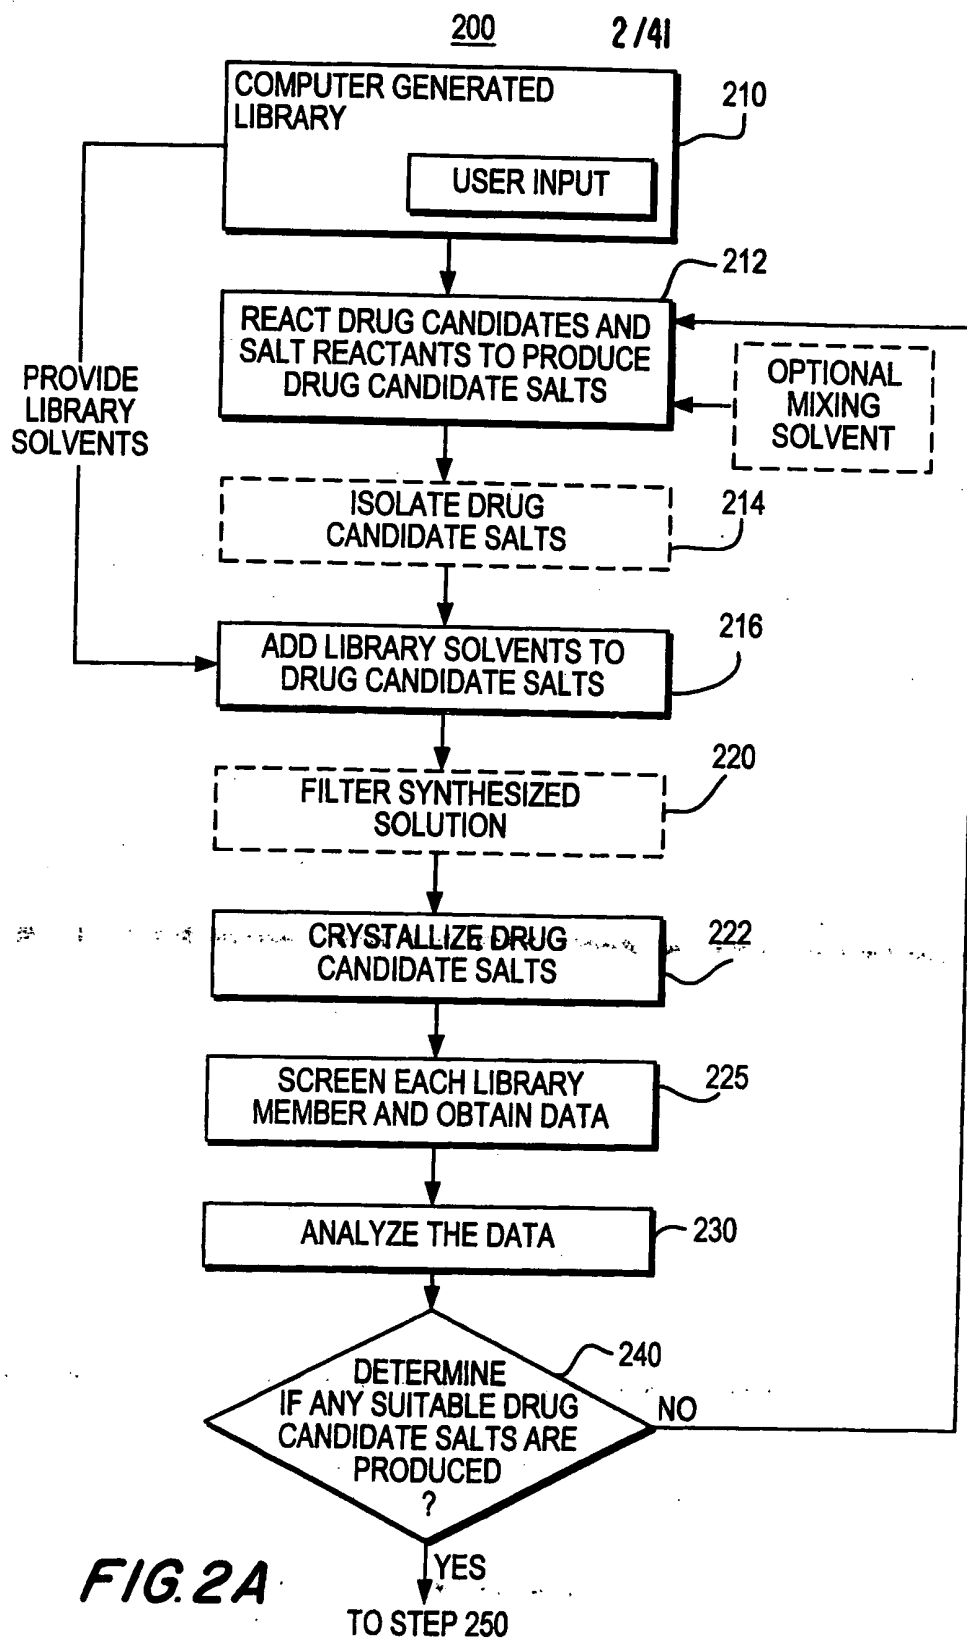 200
2/41
COMPUTER GENERATED
LIBRARY
210
USER INPUT
212
REACT DRUG CANDIDATES AND
SALT REACTANTS TO PRODUCE
DRUG CANDIDATE SALTS
OPTIONAL
MIXING
SOLVENT
PROVIDE
LIBRARY
SOLVENTS
ISOLATE DRUG
CANDIDATE SALTS
214
ADD LIBRARY SOLVENTS TO
DRUG CANDIDATE SALTS
216
FILTER SYNTHESIZED
SOLUTION
220
CRYSTALLIZE DRUG
CANDIDATE SALTS
222
SCREEN EACH LIBRARY
MEMBER AND OBTAIN DATA
225
ANALYZE THE DATA
230
240
DETERMINE
IF ANY SUITABLE DRUG
CANDIDATE SALTS ARE
PRODUCED
?
NO
YES
FIG.2A
TO STEP 250